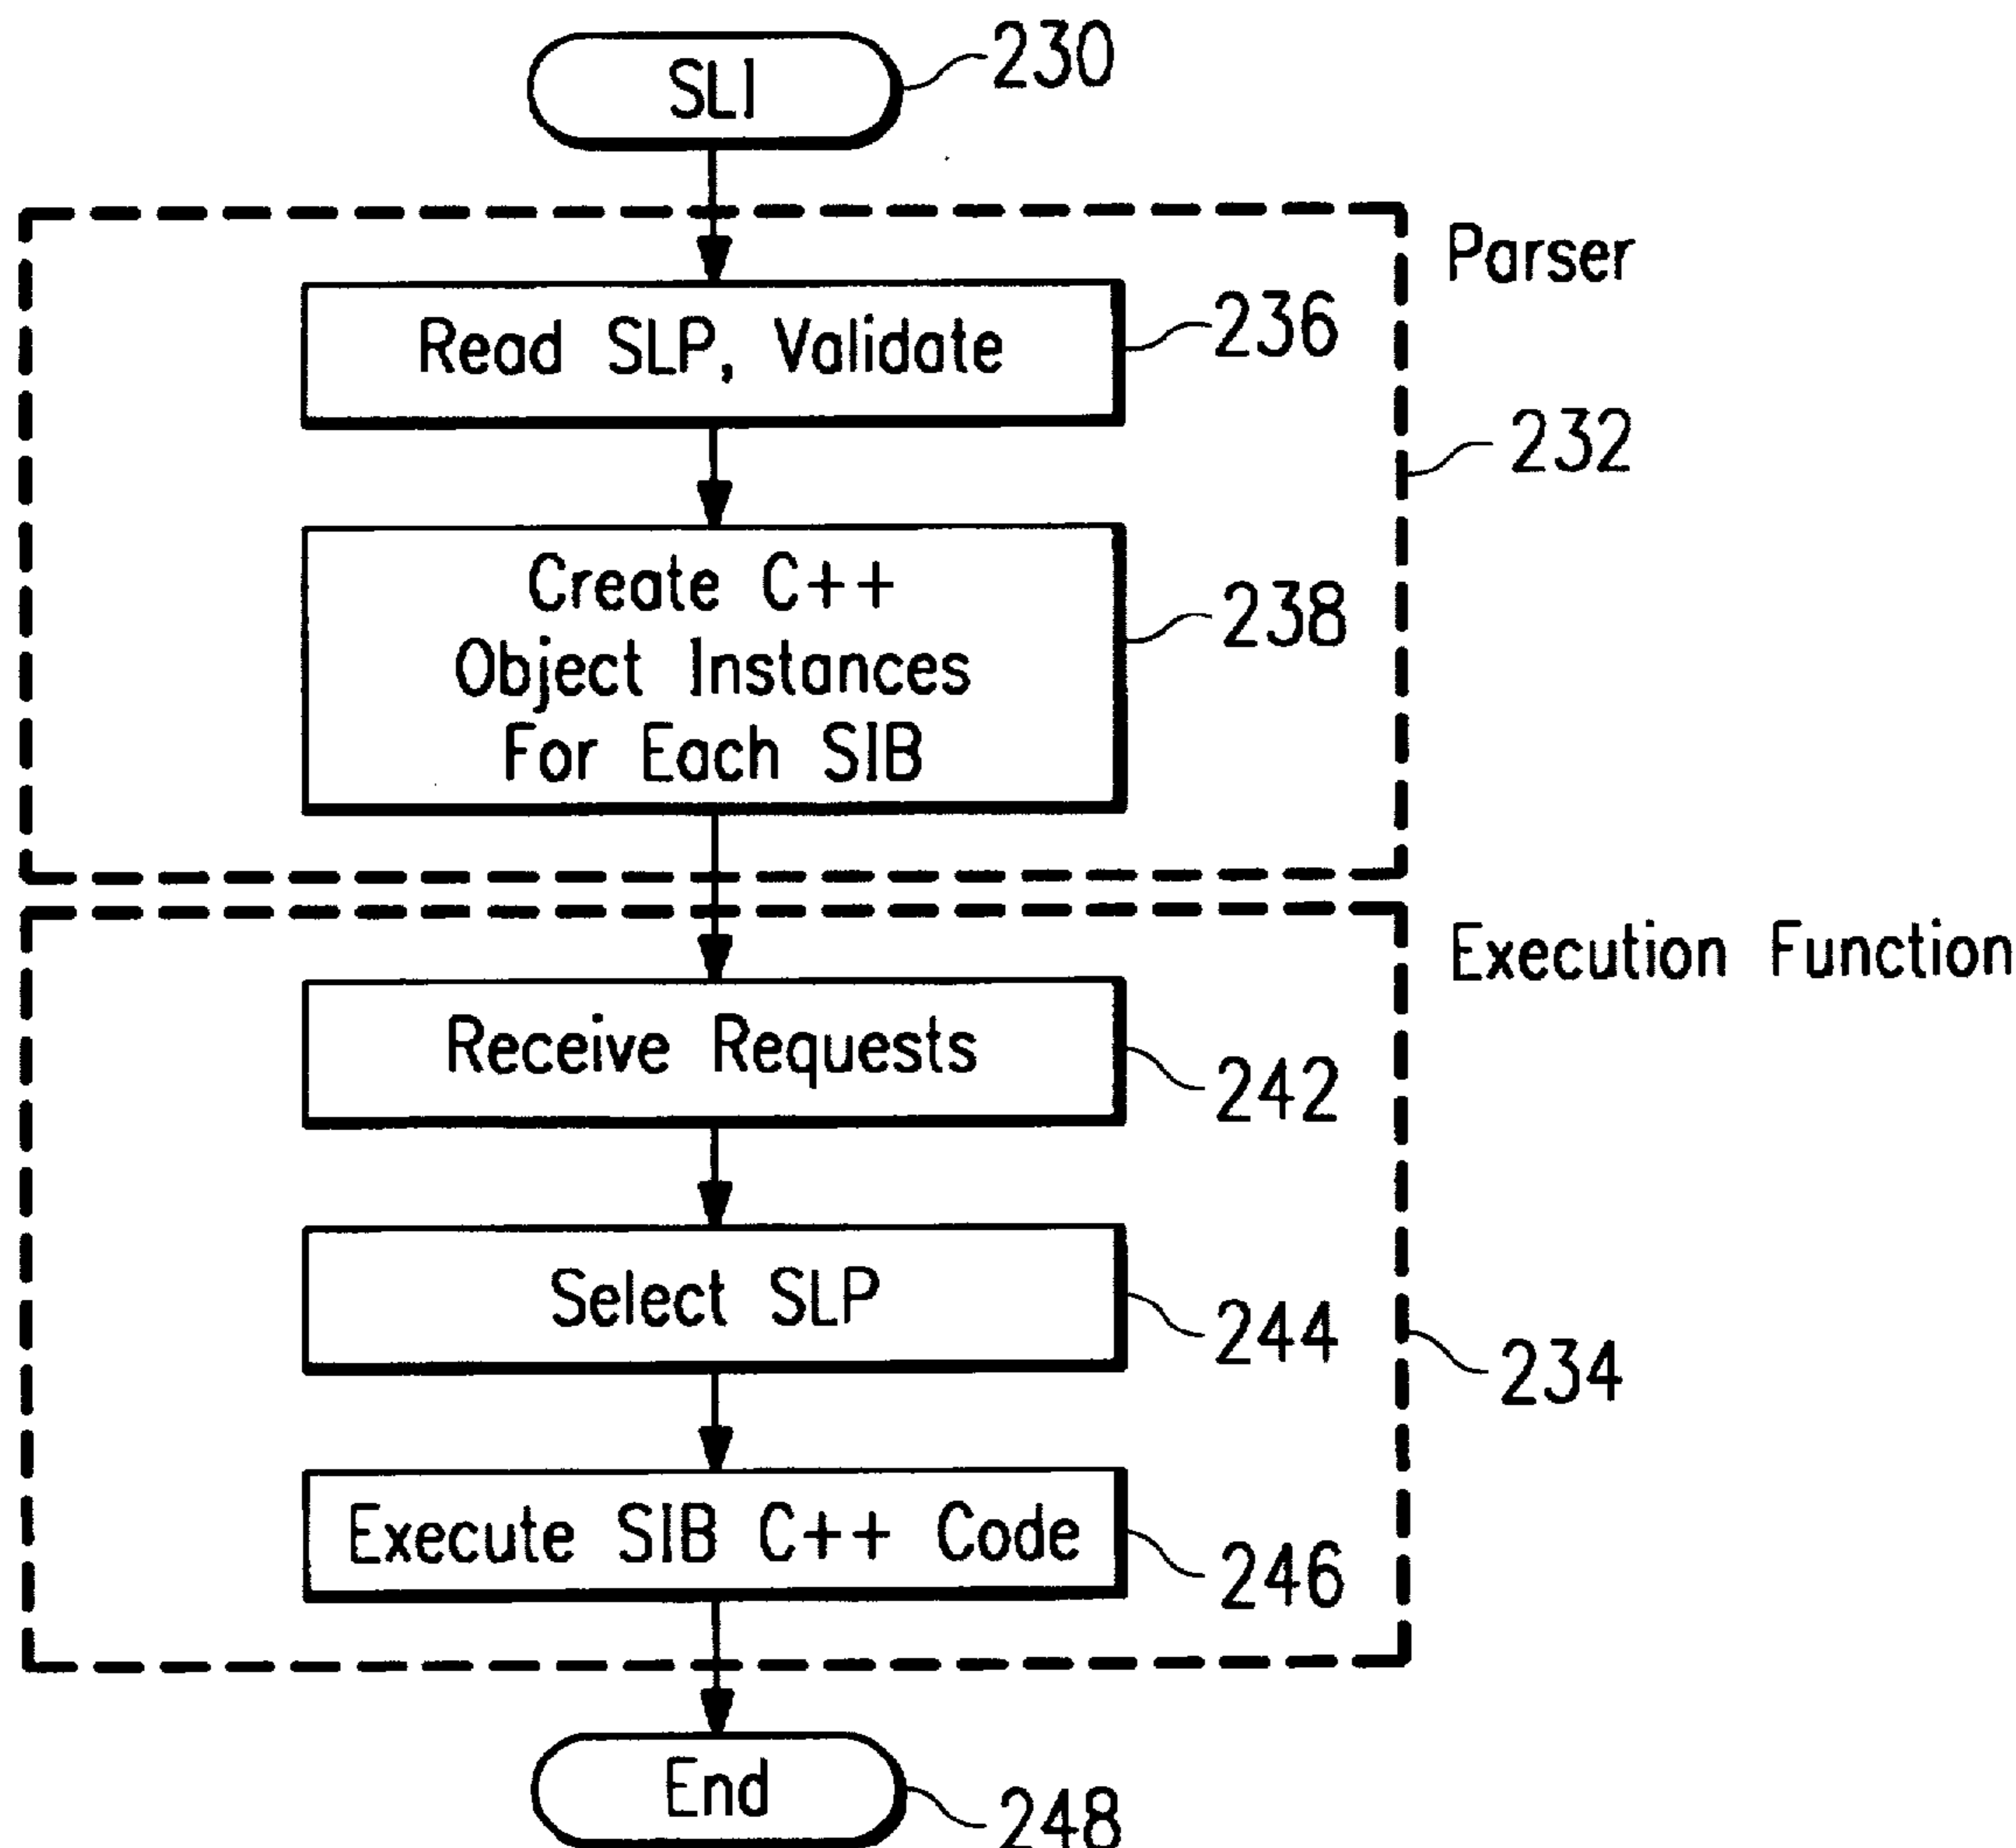 SLI
230
Parser
Read SLP, Validate
236
232
Create C++
Object Instances
For Each SIB
238
Execution Function
Receive Requests
242
Select SLP
244
234
Execute SIB C++ Code
246
End
248